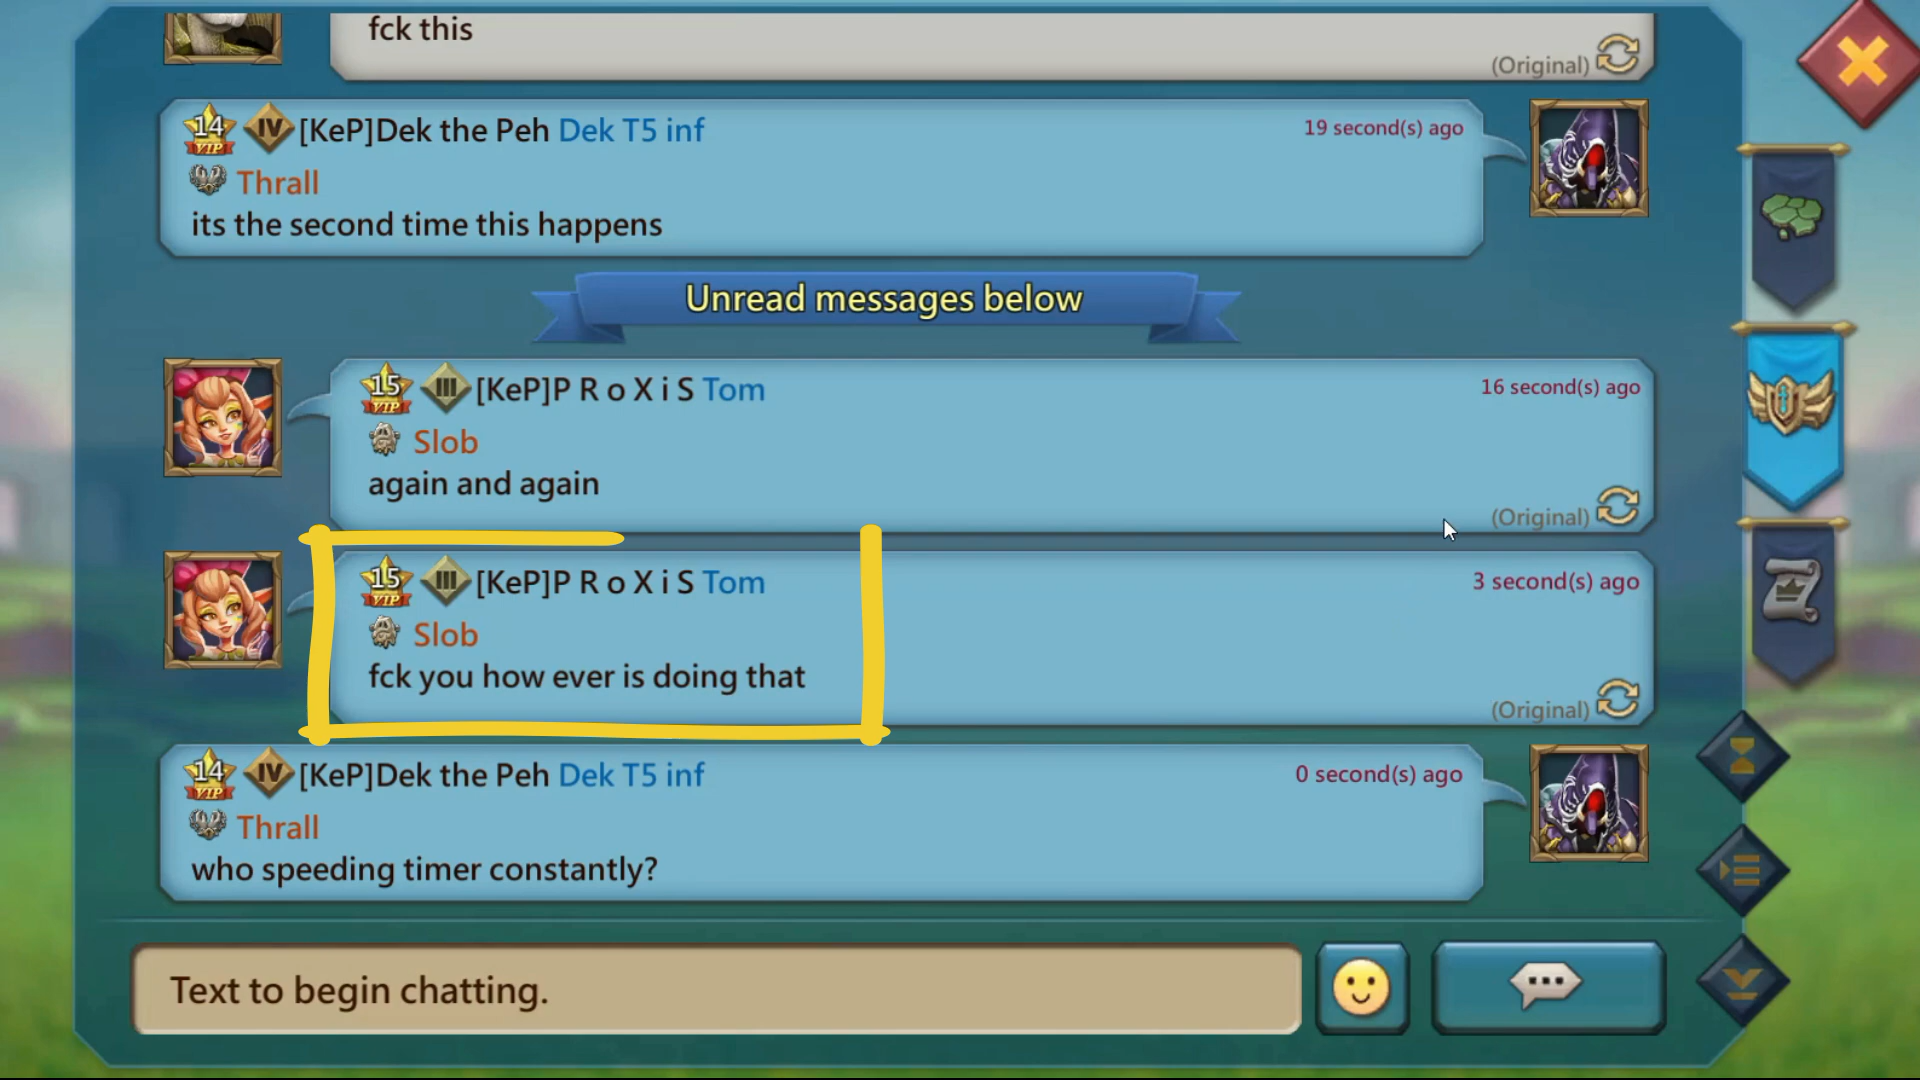 fck this
(Original)
14 VIP IV [KeP]Dek the Peh Dek T5 inf 19 second(s) ago
Thrall
its the second time this happens
Unread messages below
15 VIP III [KeP]P R o X i S Tom 16 second(s) ago
Slob
again and again
(Original)
15 VIP III [KeP]P R o X i S Tom 3 second(s) ago
Slob
fck you how ever is doing that
(Original)
14 VIP IV [KeP]Dek the Peh Dek T5 inf 0 second(s) ago
Thrall
who speeding timer constantly?
Text to begin chatting.